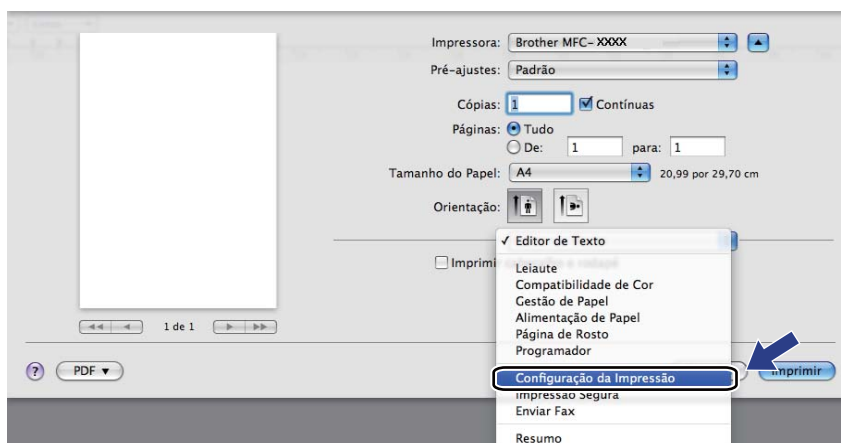 Impressora: Brother MFC-XXXX
Pré-ajustes: Padrão
Cópias: 1 Contínuas
Páginas: Tudo
De: 1 para: 1
Tamanho do Papel: A4 20,99 por 29,70 cm
Orientação:
✓ Editor de Texto
Imprimi
Leiaute
Compatibilidade de Cor
Gestão de Papel
Alimentação de Papel
Página de Rosto
Programador
1 de 1
? PDF ▼
Configuração da Impressão
Imprimir
Impressão Segura
Enviar Fax
Resumo